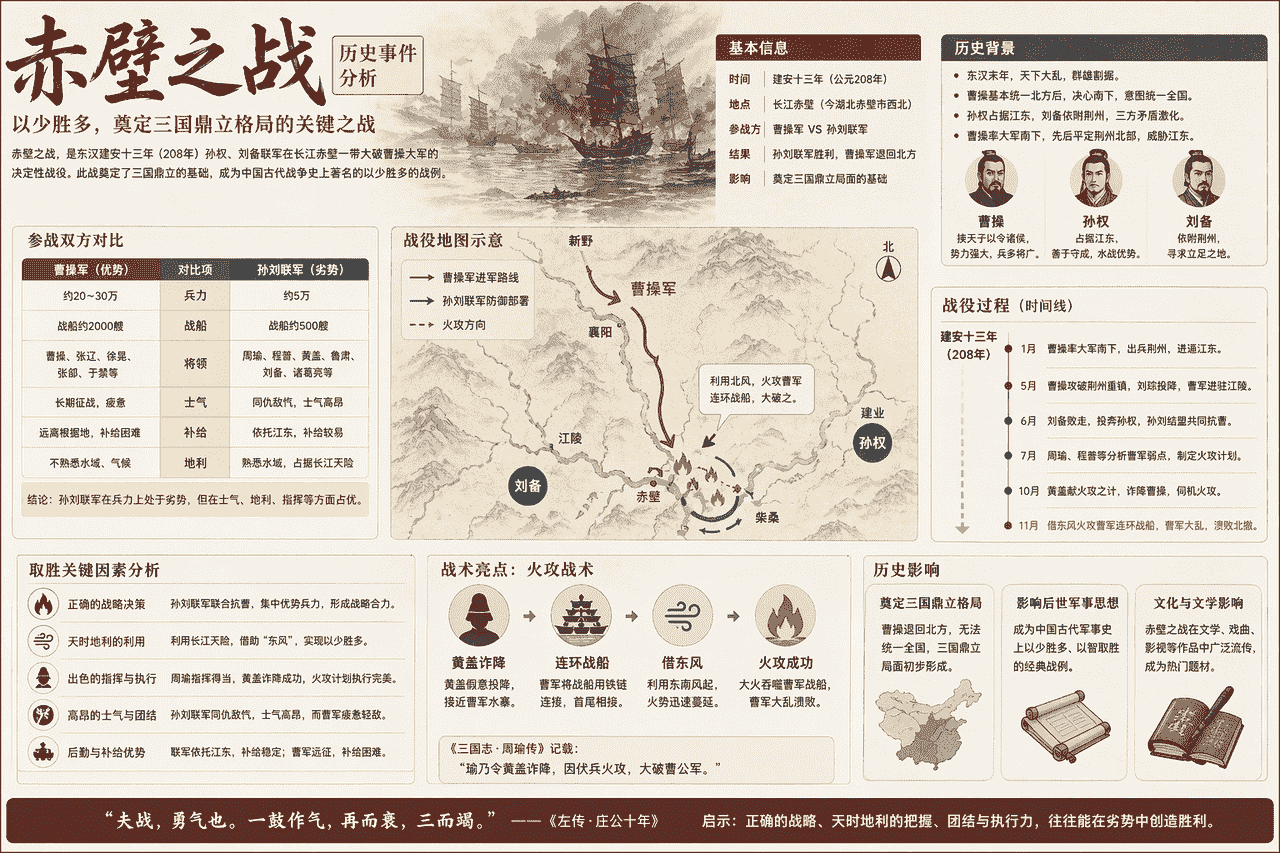 赤壁之战
历史事件
分析
以少胜多，奠定三国鼎立格局的关键之战
赤壁之战，是东汉建安十三年（208年）孙权、刘备联军在长江赤壁一带大破曹操大军的
决定性战役。此战奠定了三国鼎立的基础，成为中国古代战争史上著名的以少胜多的战例。
基本信息
时间 建安十三年（公元208年）
地点 长江赤壁（今湖北赤壁市西北）
参战方 曹操军 VS 孙刘联军
结果 孙刘联军胜利，曹操军退回北方
影响 奠定三国鼎立局面的基础
历史背景
• 东汉末年，天下大乱，群雄割据。
• 曹操基本统一北方后，决心南下，意图统一全国。
• 孙权占据江东，刘备依附荆州，三方矛盾激化。
• 曹操率大军南下，先后平定荆州北部，威胁江东。
曹操
挟天子以令诸侯，
势力强大，兵多将广。
孙权
占据江东，
善于守成，水战优势。
刘备
依附荆州，
寻求立足之地。
参战双方对比
曹操军（优势） 对比项 孙刘联军（劣势）
约20~30万 兵力 约5万
战船约2000艘 战船 战船约500艘
曹操、张辽、徐晃、
张郃、于禁等
将领
周瑜、程普、黄盖、鲁肃、
刘备、诸葛亮等
长期征战，疲惫 士气 同仇敌忾，士气高昂
远离根据地，补给困难 补给 依托江东，补给较易
不熟悉水域、气候 地利 熟悉水域，占据长江天险
结论：孙刘联军在兵力上处于劣势，但在士气、地利、指挥等方面占优。
战役地图示意
曹操军进军路线
孙刘联军防御部署
火攻方向
新野
曹操军
北
襄阳
利用北风，火攻曹军
连环战船，大破之。
建业
孙权
江陵
刘备
赤壁
柴桑
战役过程（时间线）
建安十三年
（208年）
1月 曹操率大军南下，出兵荆州，进逼江东。
5月 曹操攻破荆州重镇，刘琮投降，曹军进驻江陵。
6月 刘备败走，投奔孙权，孙刘结盟共同抗曹。
7月 周瑜、程普等分析曹军弱点，制定火攻计划。
10月 黄盖献火攻之计，诈降曹操，伺机火攻。
11月 借东风火攻曹军连环战船，曹军大乱，溃败北撤。
取胜关键因素分析
正确的战略决策 孙刘联军联合抗曹，集中优势兵力，形成战略合力。
天时地利的利用 利用长江天险，借助“东风”，实现以少胜多。
出色的指挥与执行 周瑜指挥得当，黄盖诈降成功，火攻计划执行完美。
高昂的士气与团结 孙刘联军同仇敌忾，士气高昂，而曹军疲惫轻敌。
后勤与补给优势 联军依托江东，补给稳定；曹军远征，补给困难。
战术亮点：火攻战术
黄盖诈降
黄盖假意投降，
接近曹军水寨。
连环战船
曹军将战船用铁链
连接，首尾相接。
借东风
利用东南风起，
火势迅速蔓延。
火攻成功
大火吞噬曹军战船，
曹军大乱溃败。
《三国志·周瑜传》记载：
“瑜乃令黄盖诈降，因伏兵火攻，大破曹公军。”
历史影响
奠定三国鼎立格局
曹操退回北方，无法
统一全国，三国鼎立
局面初步形成。
影响后世军事思想
成为中国古代军事史
上以少胜多、以智取胜
的经典战例。
文化与文学影响
赤壁之战在文学、戏曲、
影视等作品中广泛流传，
成为热门题材。
“夫战，勇气也。一鼓作气，再而衰，三而竭。” ——《左传·庄公十年》
启示：正确的战略、天时地利的把握、团结与执行力，往往能在劣势中创造胜利。